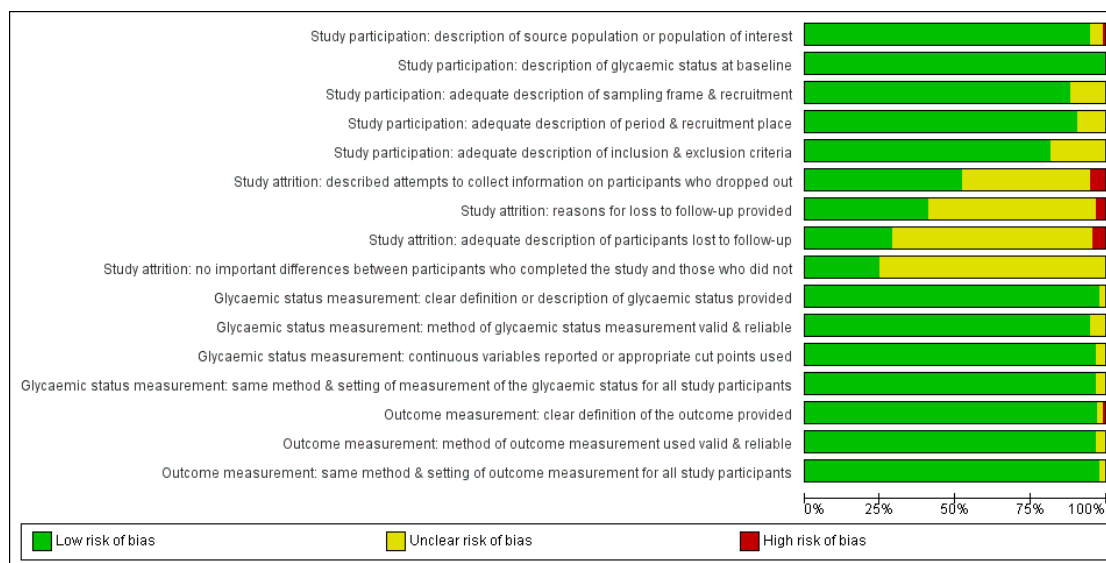 Study participation: description of source population or population of interest
Study participation: description of glycaemic status at baseline
Study participation: adequate description of sampling frame & recruitment
Study participation: adequate description of period & recruitment place
Study participation: adequate description of inclusion & exclusion criteria
Study attrition: described attempts to collect information on participants who dropped out
Study attrition: reasons for loss to follow-up provided
Study attrition: adequate description of participants lost to follow-up
Study attrition: no important differences between participants who completed the study and those who did not
Glycaemic status measurement: clear definition or description of glycaemic status provided
Glycaemic status measurement: method of glycaemic status measurement valid & reliable
Glycaemic status measurement: continuous variables reported or appropriate cut points used
Glycaemic status measurement: same method & setting of measurement of the glycaemic status for all study participants
Outcome measurement: clear definition of the outcome provided
Outcome measurement: method of outcome measurement used valid & reliable
Outcome measurement: same method & setting of outcome measurement for all study participants
0% 25% 50% 75% 100%
Low risk of bias Unclear risk of bias High risk of bias